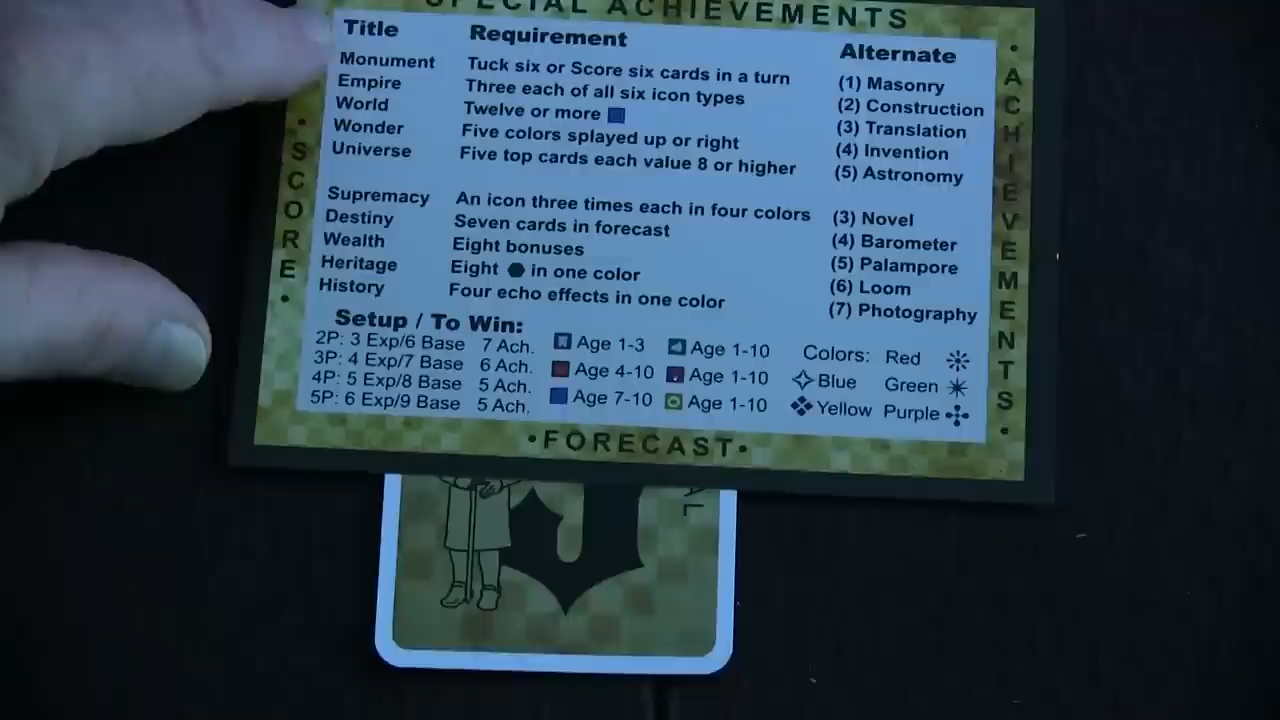 SPECIAL ACHIEVEMENTS
Title Requirement Alternate
Monument Tuck six or Score six cards in a turn (1) Masonry
Empire Three each of all six icon types (2) Construction
World Twelve or more (3) Translation
Wonder Five colors splayed up or right (4) Invention
Universe Five top cards each value 8 or higher (5) Astronomy
Supremacy An icon three times each in four colors (3) Novel
Destiny Seven cards in forecast (4) Barometer
Wealth Eight bonuses (5) Palampore
Heritage Eight in one color (6) Loom
History Four echo effects in one color (7) Photography
Setup / To Win:
2P: 3 Exp/6 Base 7 Ach. Age 1-3 Age 1-10 Colors: Red
3P: 4 Exp/7 Base 6 Ach. Age 4-10 Age 1-10 Blue Green
4P: 5 Exp/8 Base 5 Ach. Age 7-10 Age 1-10 Yellow Purple
5P: 6 Exp/9 Base 5 Ach.
•SCORE•
•ACHIEVEMENTS•
•FORECAST•
AL